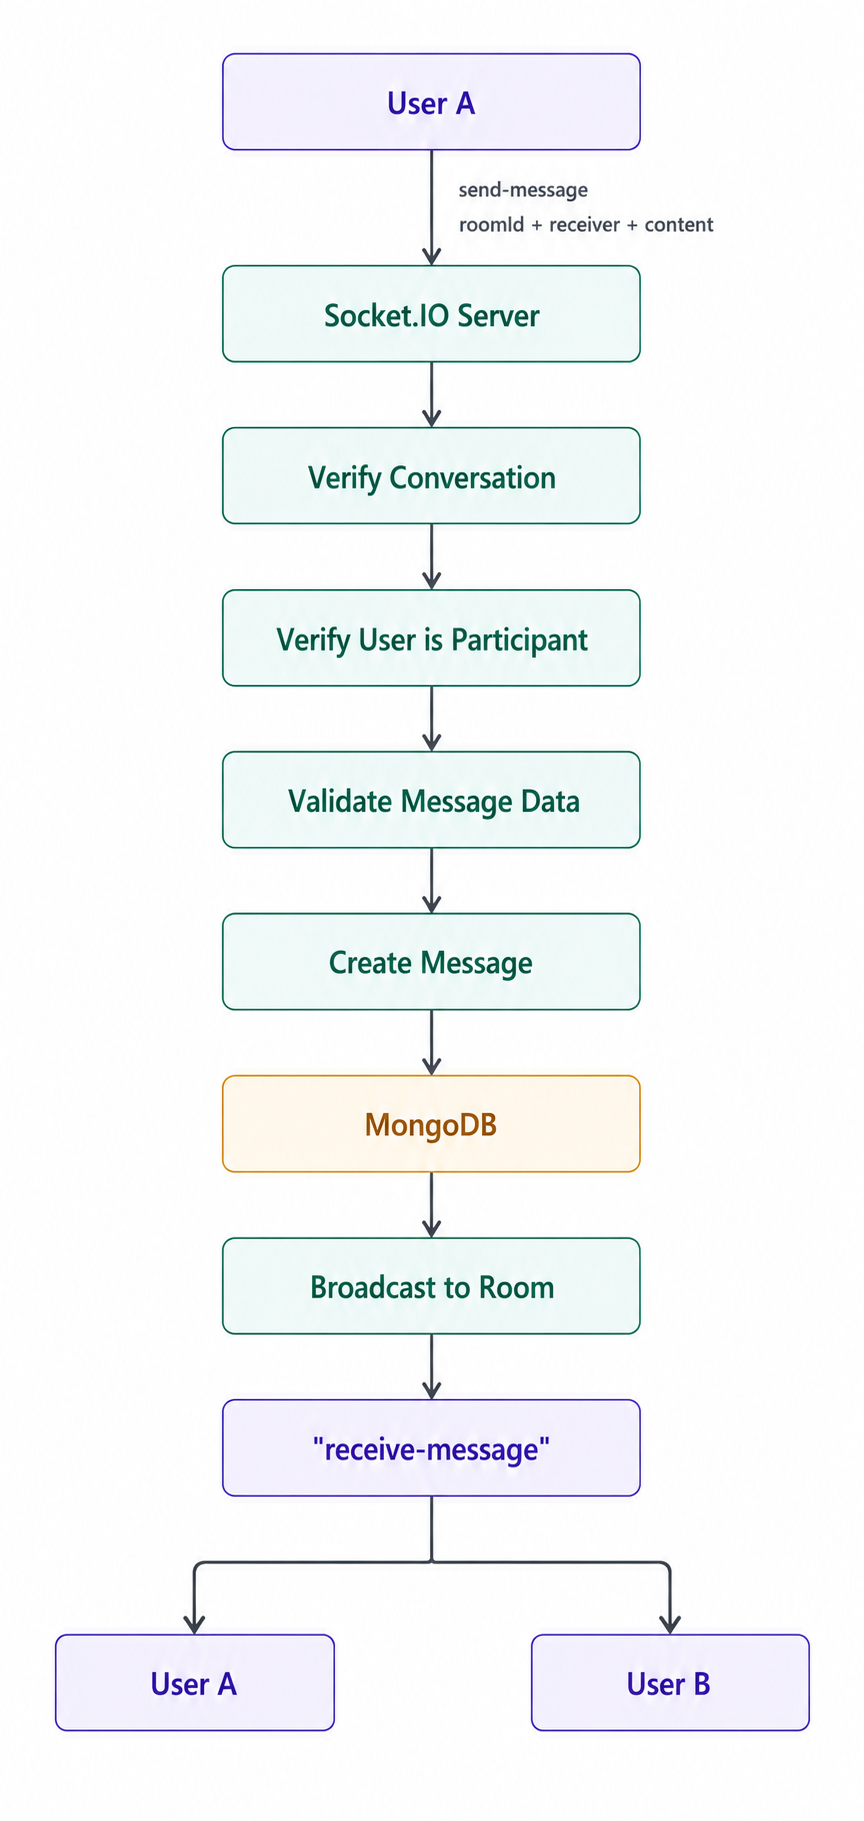 User A
send-message
roomId + receiver + content
Socket.IO Server
Verify Conversation
Verify User is Participant
Validate Message Data
Create Message
MongoDB
Broadcast to Room
"receive-message"
User A
User B